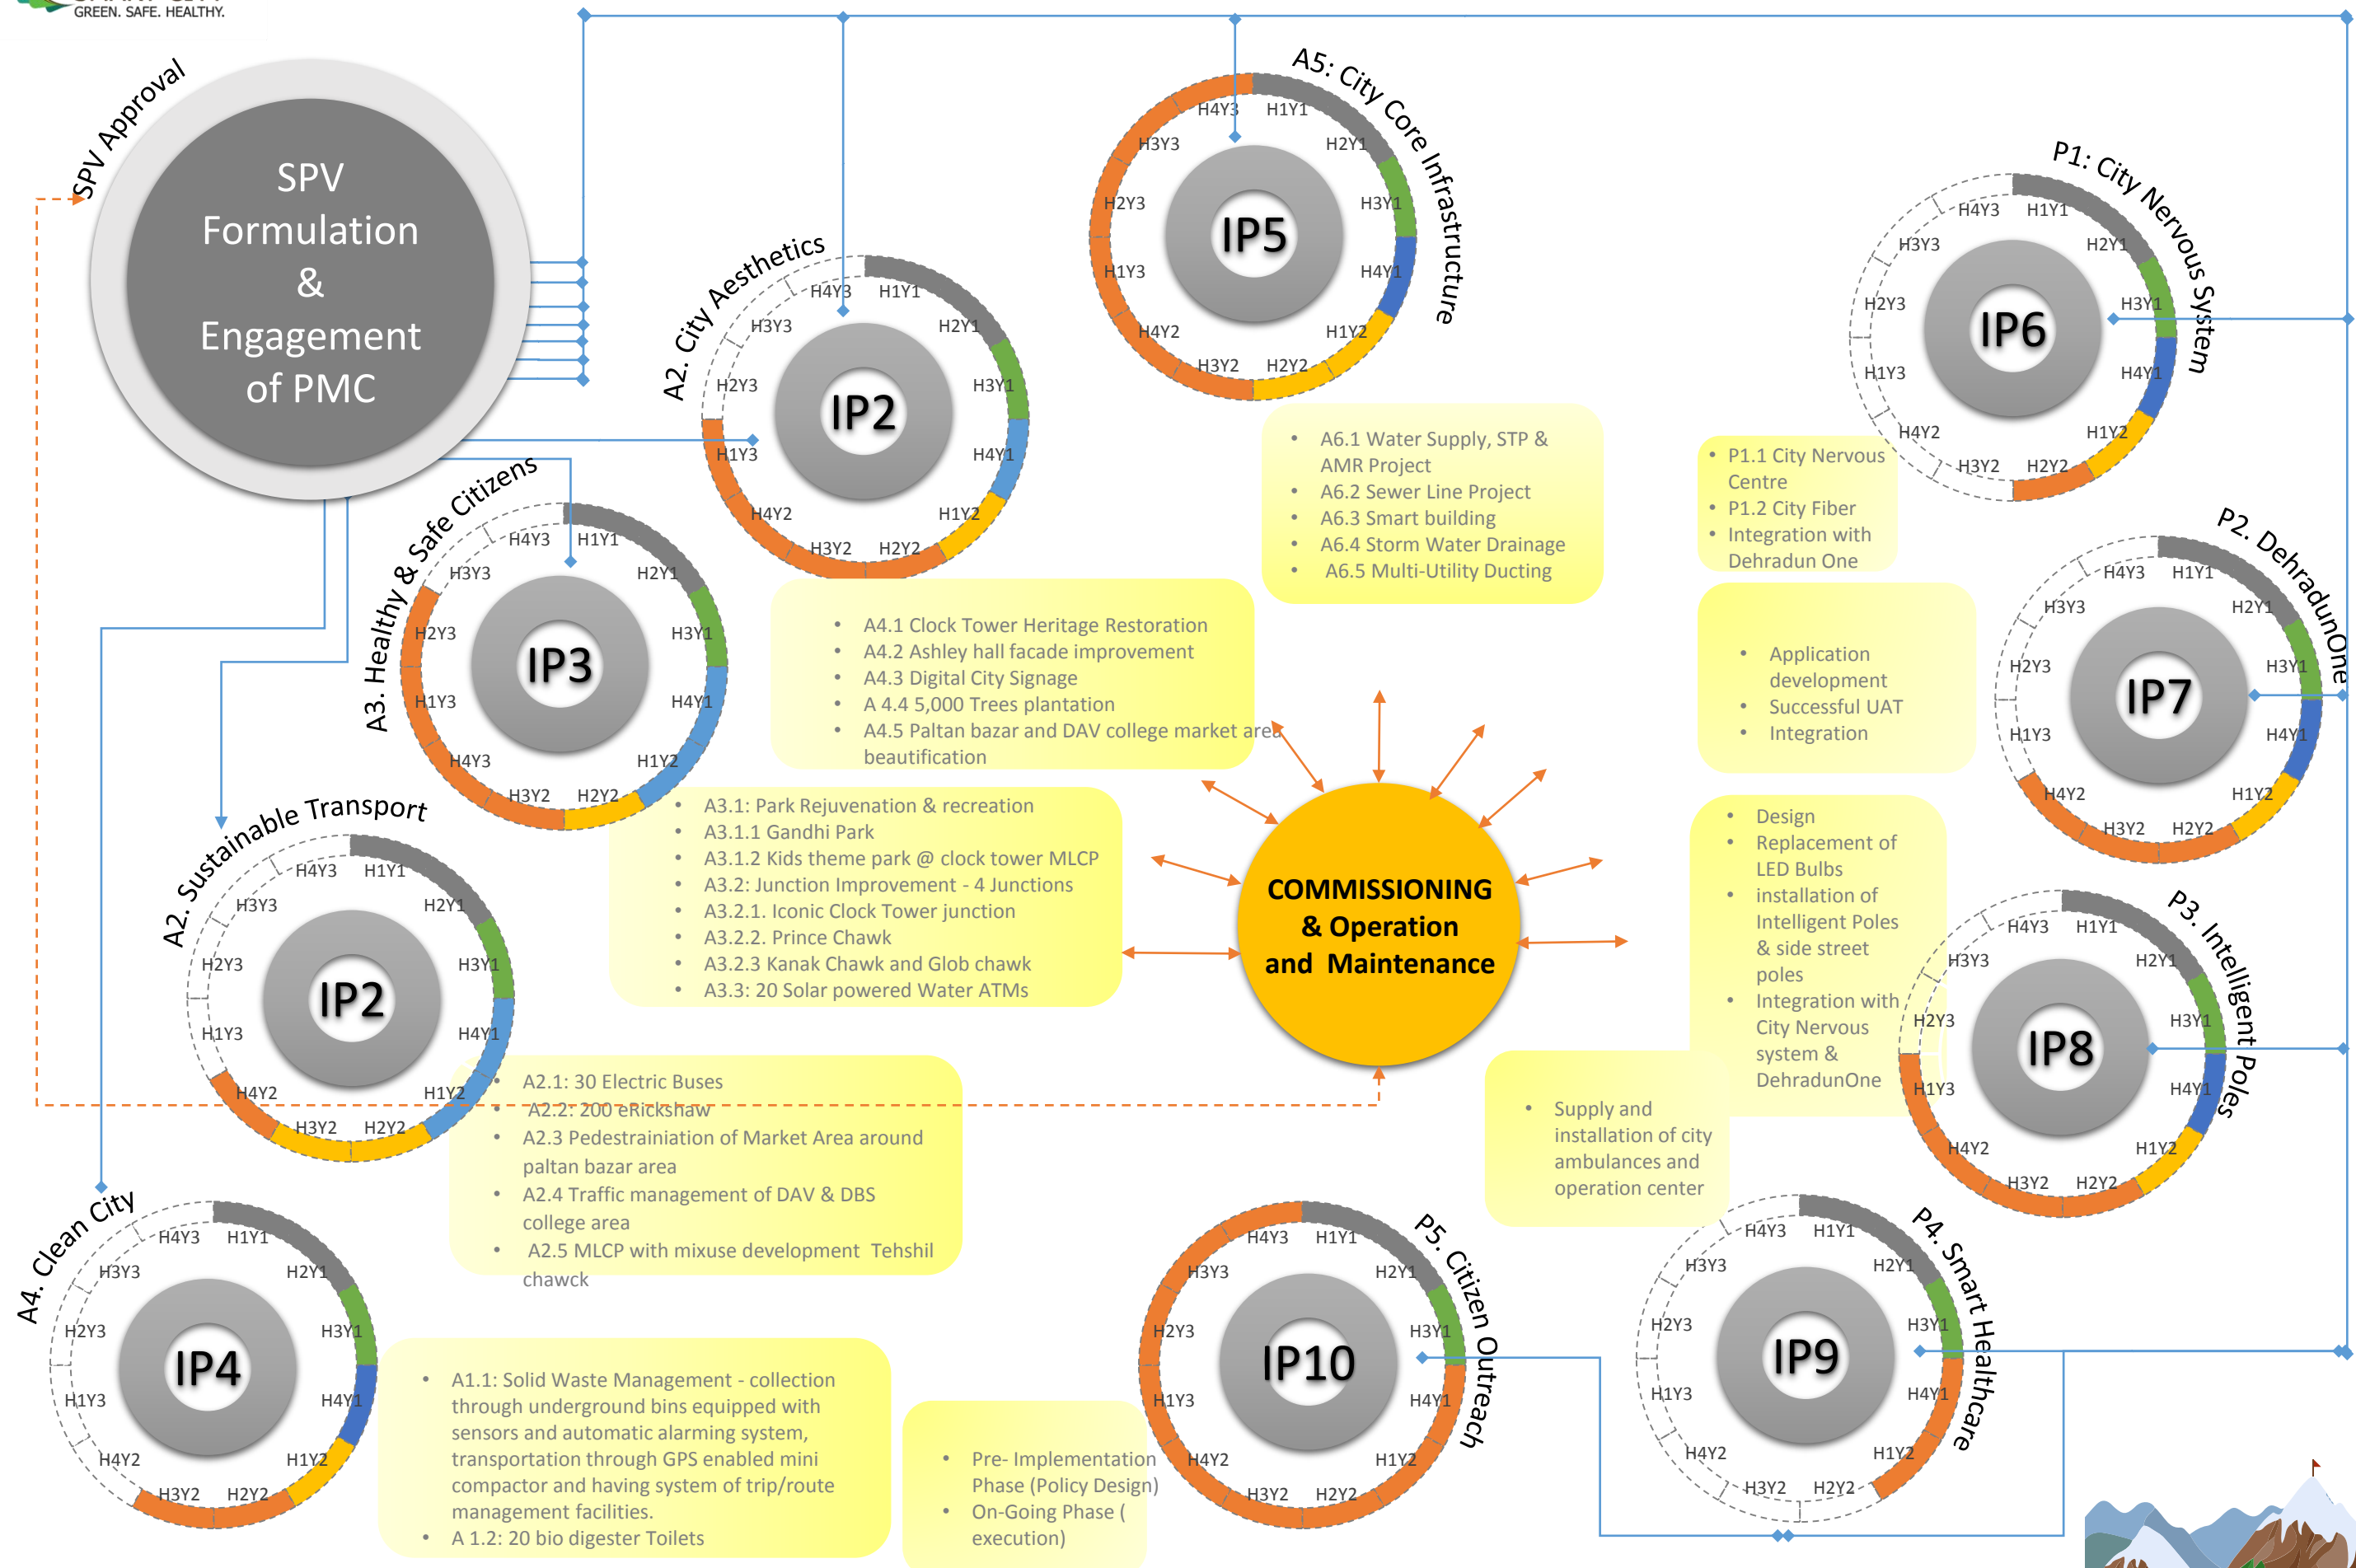 GREEN. SAFE. HEALTHY.
SPV Approval
SPV
Formulation
&
Engagement
of PMC
A5: City Core Infrastructure
H1Y1
H2Y1
H3Y1
H4Y1
H1Y2
H2Y2
H3Y2
H4Y2
H1Y3
H2Y3
H3Y3
H4Y3
IP5
• A6.1 Water Supply, STP &
AMR Project
• A6.2 Sewer Line Project
• A6.3 Smart building
• A6.4 Storm Water Drainage
• A6.5 Multi-Utility Ducting
P1: City Nervous System
H1Y1
H2Y1
H3Y1
H4Y1
H1Y2
H2Y2
H3Y2
H4Y2
H1Y3
H2Y3
H3Y3
H4Y3
IP6
• P1.1 City Nervous
Centre
• P1.2 City Fiber
• Integration with
Dehradun One
A2. City Aesthetics
H1Y1
H2Y1
H3Y1
H4Y1
H1Y2
H2Y2
H3Y2
H4Y2
H1Y3
H2Y3
H3Y3
H4Y3
IP2
• A4.1 Clock Tower Heritage Restoration
• A4.2 Ashley hall facade improvement
• A4.3 Digital City Signage
• A 4.4 5,000 Trees plantation
• A4.5 Paltan bazar and DAV college market area
beautification
P2. DehradunOne
H1Y1
H2Y1
H3Y1
H4Y1
H1Y2
H2Y2
H3Y2
H4Y2
H1Y3
H2Y3
H3Y3
H4Y3
IP7
• Application
development
• Successful UAT
• Integration
A3. Healthy & Safe Citizens
H1Y1
H2Y1
H3Y1
H4Y1
H1Y2
H2Y2
H3Y2
H4Y3
H1Y3
H2Y3
H3Y3
H4Y3
IP3
• A3.1: Park Rejuvenation & recreation
• A3.1.1 Gandhi Park
• A3.1.2 Kids theme park @ clock tower MLCP
• A3.2: Junction Improvement - 4 Junctions
• A3.2.1. Iconic Clock Tower junction
• A3.2.2. Prince Chawk
• A3.2.3 Kanak Chawk and Glob chawk
• A3.3: 20 Solar powered Water ATMs
COMMISSIONING
& Operation
and Maintenance
• Design
• Replacement of
LED Bulbs
• installation of
Intelligent Poles
& side street
poles
• Integration with
City Nervous
system &
DehradunOne
P3. Intelligent Poles
H1Y1
H2Y1
H3Y1
H4Y1
H1Y2
H2Y2
H3Y2
H4Y2
H1Y3
H2Y3
H3Y3
H4Y3
IP8
A2. Sustainable Transport
H1Y1
H2Y1
H3Y1
H4Y1
H1Y2
H2Y2
H3Y2
H4Y2
H1Y3
H2Y3
H3Y3
H4Y3
IP2
• A2.1: 30 Electric Buses
• A2.2: 200 eRickshaw
• A2.3 Pedestrainiation of Market Area around
paltan bazar area
• A2.4 Traffic management of DAV & DBS
college area
• A2.5 MLCP with mixuse development Tehshil
chawck
• Supply and
installation of city
ambulances and
operation center
A4. Clean City
H1Y1
H2Y1
H3Y1
H4Y1
H1Y2
H2Y2
H3Y2
H4Y2
H1Y3
H2Y3
H3Y3
H4Y3
IP4
• A1.1: Solid Waste Management - collection
through underground bins equipped with
sensors and automatic alarming system,
transportation through GPS enabled mini
compactor and having system of trip/route
management facilities.
• A 1.2: 20 bio digester Toilets
• Pre- Implementation
Phase (Policy Design)
• On-Going Phase (
execution)
P5. Citizen Outreach
H1Y1
H2Y1
H3Y1
H4Y1
H1Y2
H2Y2
H3Y2
H4Y2
H1Y3
H2Y3
H3Y3
H4Y3
IP10
P4. Smart Healthcare
H1Y1
H2Y1
H3Y1
H4Y1
H1Y2
H2Y2
H3Y2
H4Y2
H1Y3
H2Y3
H3Y3
H4Y3
IP9